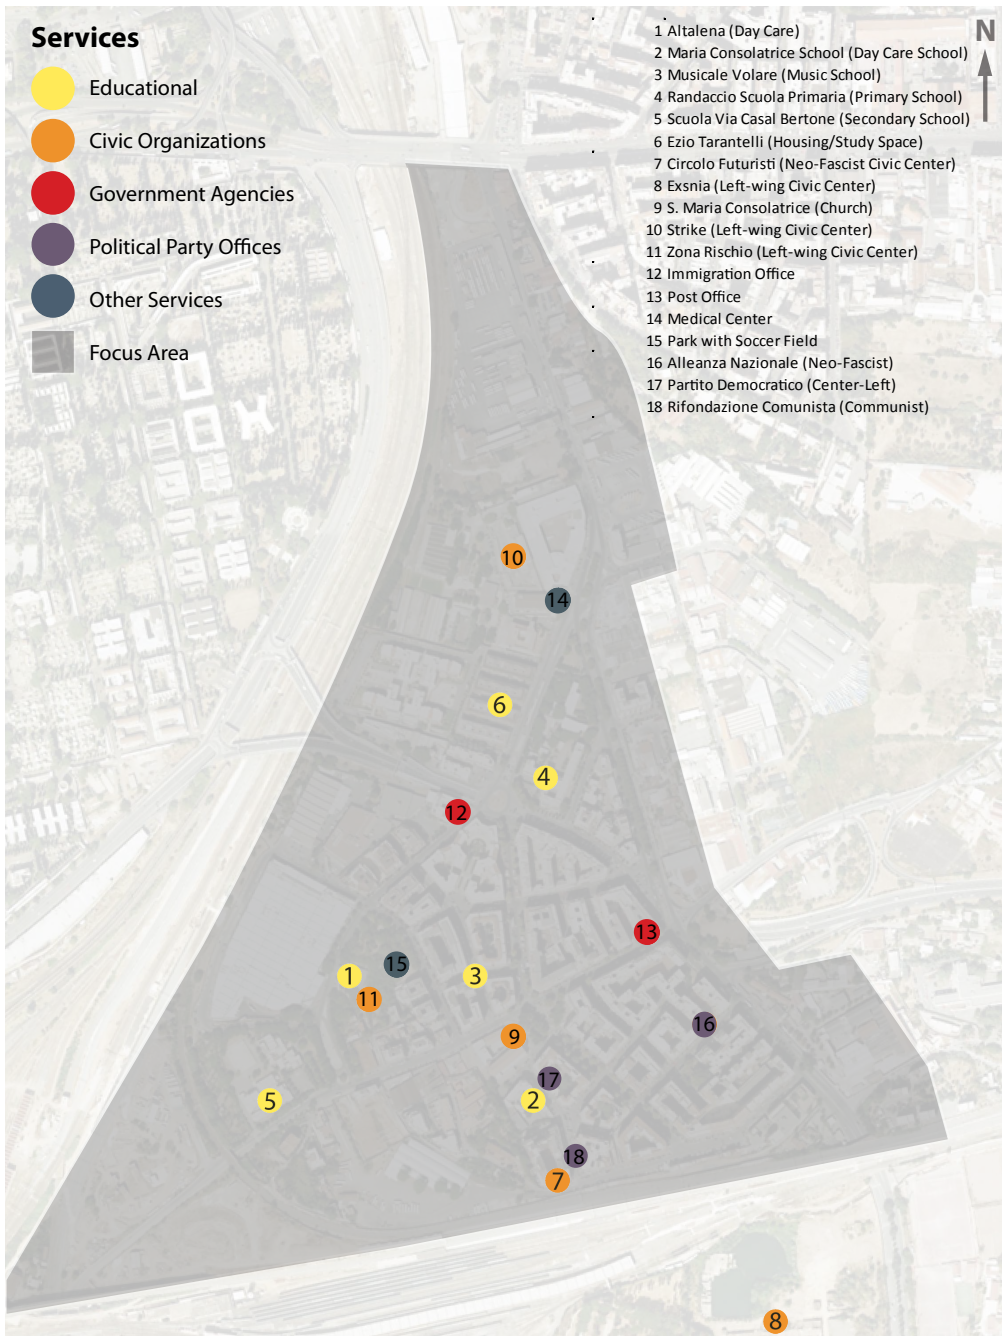 Services
Educational
Civic Organizations
Government Agencies
Political Party Offices
Other Services
Focus Area
1 Altalena (Day Care)
2 Maria Consolatrice School (Day Care School)
3 Musicale Volare (Music School)
4 Randaccio Scuola Primaria (Primary School)
5 Scuola Via Casal Bertone (Secondary School)
6 Ezio Tarantelli (Housing/Study Space)
7 Circolo Futuristi (Neo-Fascist Civic Center)
8 Exsnia (Left-wing Civic Center)
9 S. Maria Consolatrice (Church)
10 Strike (Left-wing Civic Center)
11 Zona Rischio (Left-wing Civic Center)
12 Immigration Office
13 Post Office
14 Medical Center
15 Park with Soccer Field
16 Alleanza Nazionale (Neo-Fascist)
17 Partito Democratico (Center-Left)
18 Rifondazione Comunista (Communist)
N
10
14
6
4
12
13
15
1
3
11
16
9
17
2
5
18
7
8